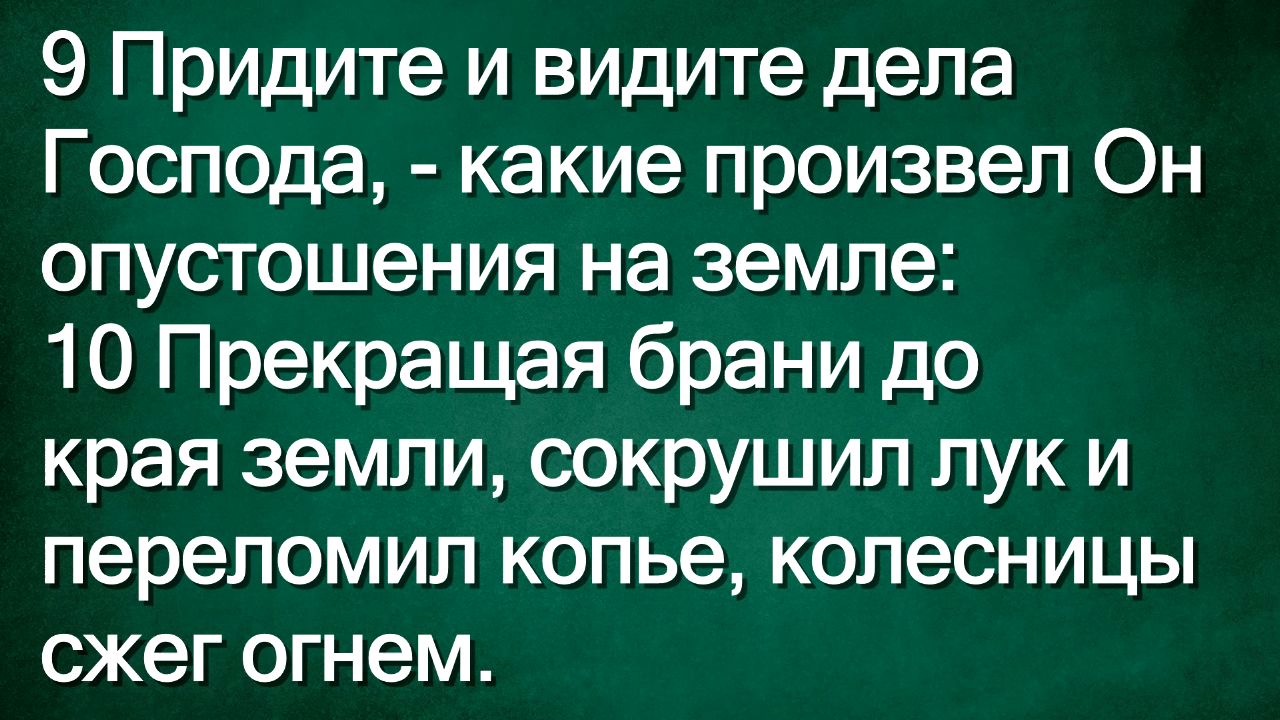 9 Придите и видите дела
Господа, - какие произвел Он
опустошения на земле:
10 Прекращая брани до
края земли, сокрушил лук и
переломил копье, колесницы
сжег огнем.